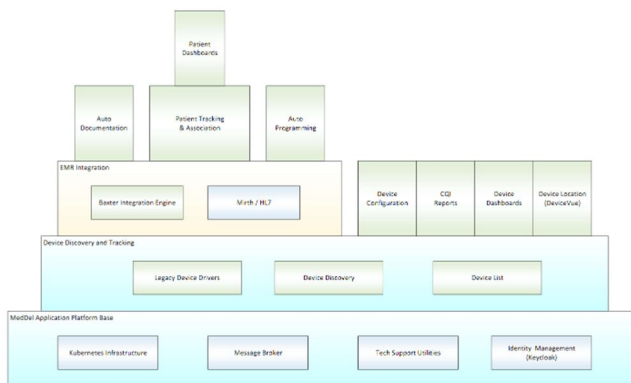 Patient
Dashboards
Auto
Documentation
Patient Tracking
& Association
Auto
Programming
EMR Integration
Baxter Integration Engine
Mirth / HL7
Device
Configuration
CQI
Reports
Device
Dashboards
Device Location
(DeviceVue)
Device Discovery and Tracking
Legacy Device Drivers
Device Discovery
Device List
MedDel Application Platform Base
Kubernetes Infrastructure
Message Broker
Tech Support Utilities
Identity Management
(Keytloak)